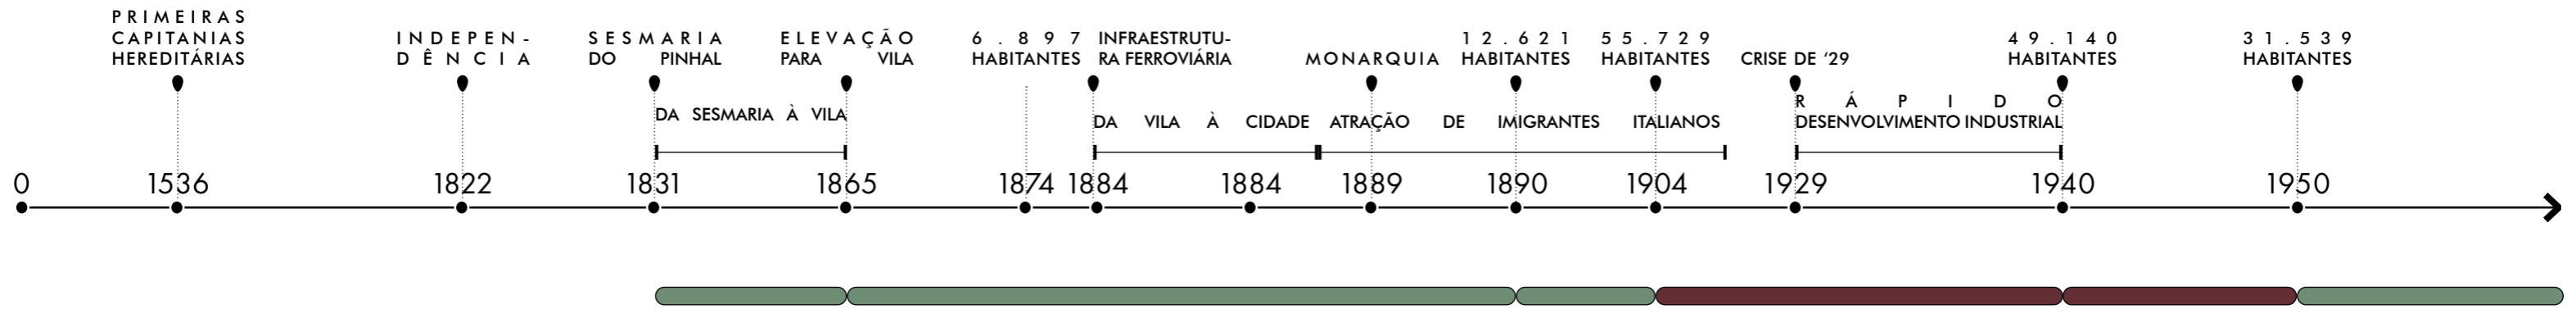 PRIMEIRAS
CAPITANIAS
HEREDITÁRIAS
INDEPEN-
DÊNCIA
SESMARIA
DO PINHAL
ELEVAÇÃO
PARA VILA
6.897
HABITANTES
INFRAESTRUTU-
RA FERROVIÁRIA
MONARQUIA
12.621
HABITANTES
55.729
HABITANTES
CRISE DE ‘29
49.140
HABITANTES
31.539
HABITANTES
DA SESMARIA À VILA
DA VILA À CIDADE
ATRAÇÃO DE IMIGRANTES ITALIANOS
RÁPIDO
DESENVOLVIMENTO INDUSTRIAL
0 1536 1822 1831 1865 1874 1884 1884 1889 1890 1904 1929 1940 1950